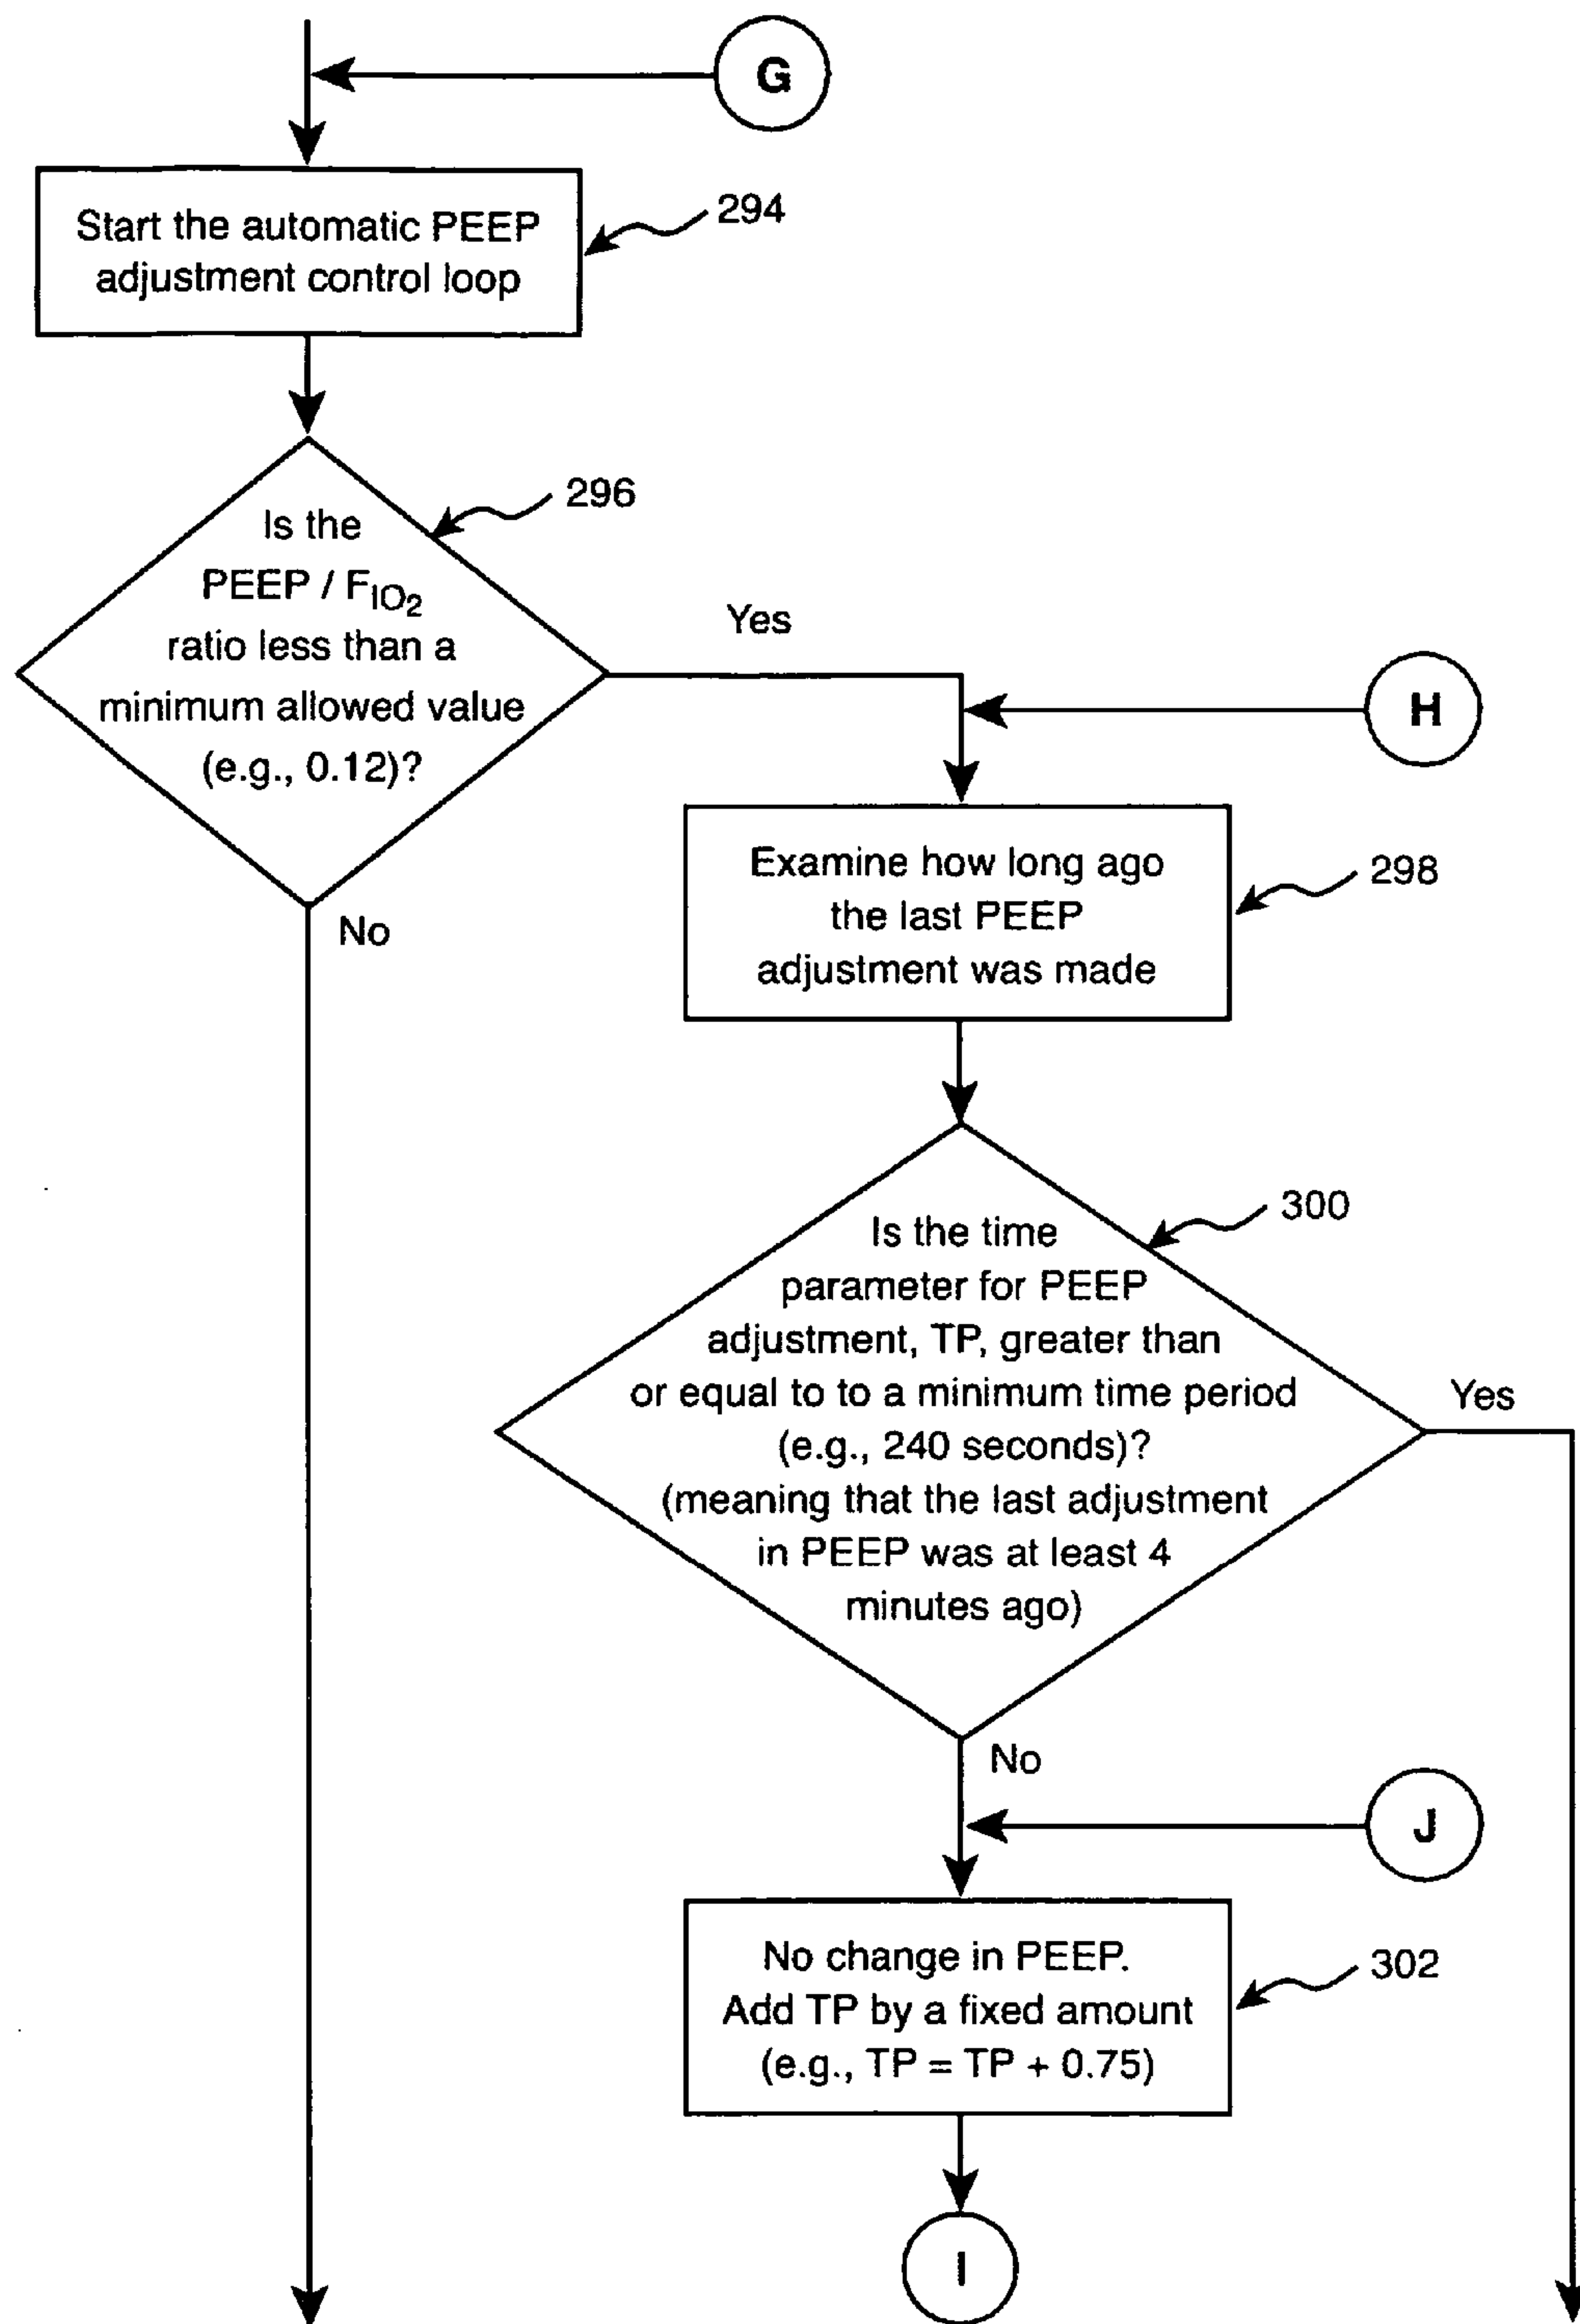 G
Start the automatic PEEP
adjustment control loop
294
296
Is the
PEEP / FIO2
ratio less than a
minimum allowed value
(e.g., 0.12)?
Yes
No
H
Examine how long ago
the last PEEP
adjustment was made
298
300
Is the time
parameter for PEEP
adjustment, TP, greater than
or equal to to a minimum time period
(e.g., 240 seconds)?
(meaning that the last adjustment
in PEEP was at least 4
minutes ago)
Yes
No
J
No change in PEEP.
Add TP by a fixed amount
(e.g., TP = TP + 0.75)
302
I